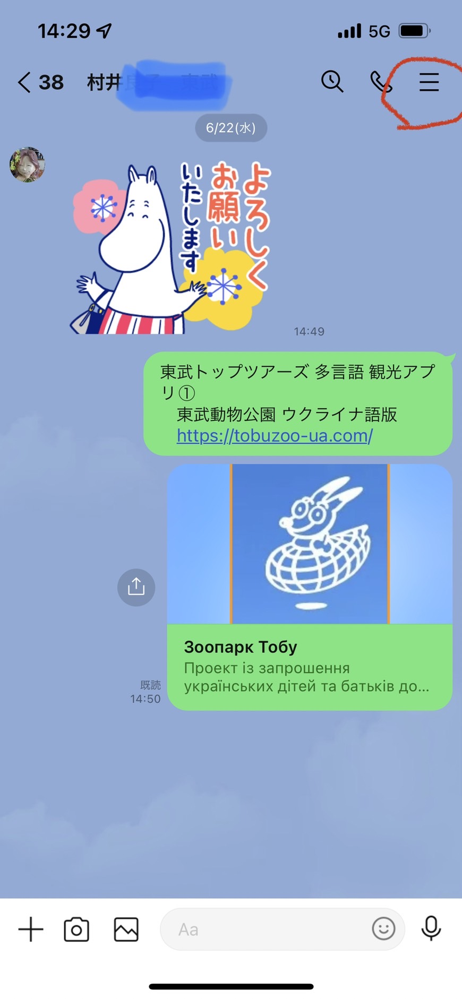 14:29
5G
38 村井
6/22(水)
よろしく
お願い
いたします
14:49
東武トップツアーズ 多言語 観光アプ
リ①
東武動物公園 ウクライナ語版
https://tobuzoo-ua.com/
Зоопарк Тобу
Проект із запрошення
українських дітей та батьків до...
既読
14:50
Aa